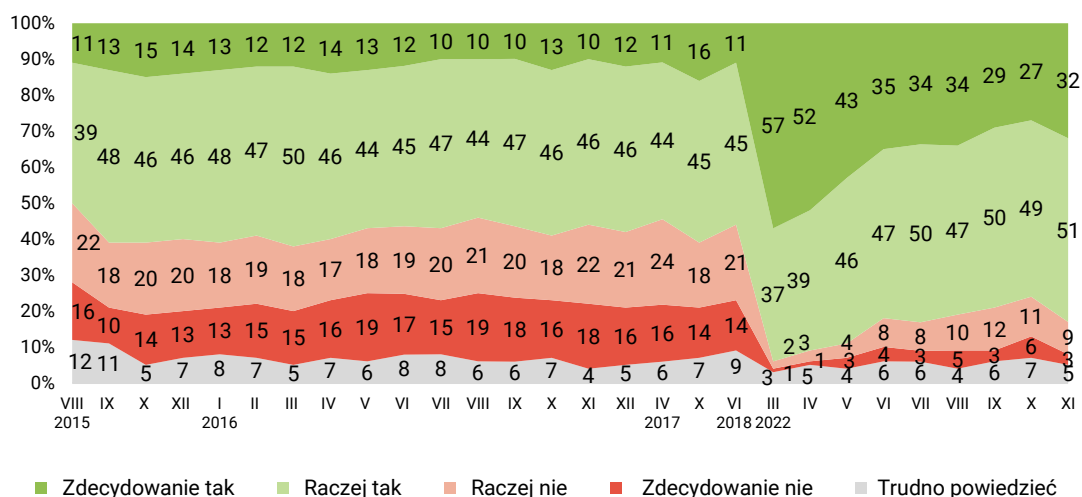 100%
90%
80%
70%
60%
50%
40%
30%
20%
10%
0%
11 13 15 14 13 12 12 14 13 12 10 10 10 13 10 12 11 16 11 57 52 43 35 34 34 29 27 32
39 48 46 46 48 47 50 46 44 45 47 44 47 46 46 46 44 45 45 37 39 46 47 50 47 50 49 51
22 18 20 20 18 19 18 17 18 19 20 21 20 18 22 21 24 18 21 2 3 4 8 8 10 12 11 9
16 10 14 13 13 15 15 16 19 17 15 19 18 16 18 16 16 14 14 1 1 3 4 3 5 3 6 3
12 11 5 7 8 7 5 7 6 8 8 6 6 7 4 5 6 7 9 3 5 4 6 6 4 6 7 5
VIII IX X XII I II III IV V VI VII VIII IX X XI XII IV X VI III IV V VI VII VIII IX X XI
2015 2016 2017 2018 2022
Zdecydowanie tak Raczej tak Raczej nie Zdecydowanie nie Trudno powiedzieć